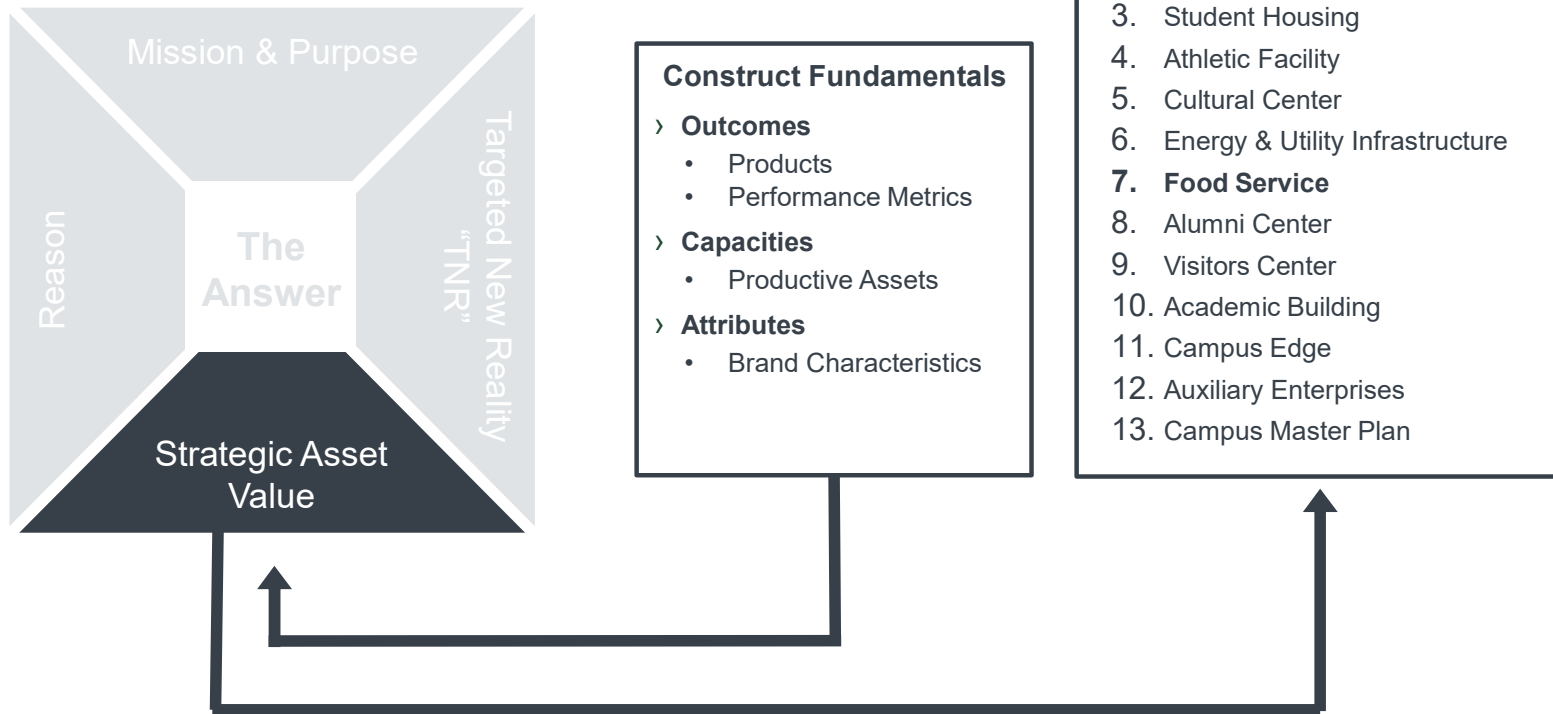 Mission & Purpose
Reason
The
Answer
Targeted New Reality
“TNR”
Strategic Asset
Value
Construct Fundamentals
› Outcomes
• Products
• Performance Metrics
› Capacities
• Productive Assets
› Attributes
• Brand Characteristics
3. Student Housing
4. Athletic Facility
5. Cultural Center
6. Energy & Utility Infrastructure
7. Food Service
8. Alumni Center
9. Visitors Center
10. Academic Building
11. Campus Edge
12. Auxiliary Enterprises
13. Campus Master Plan